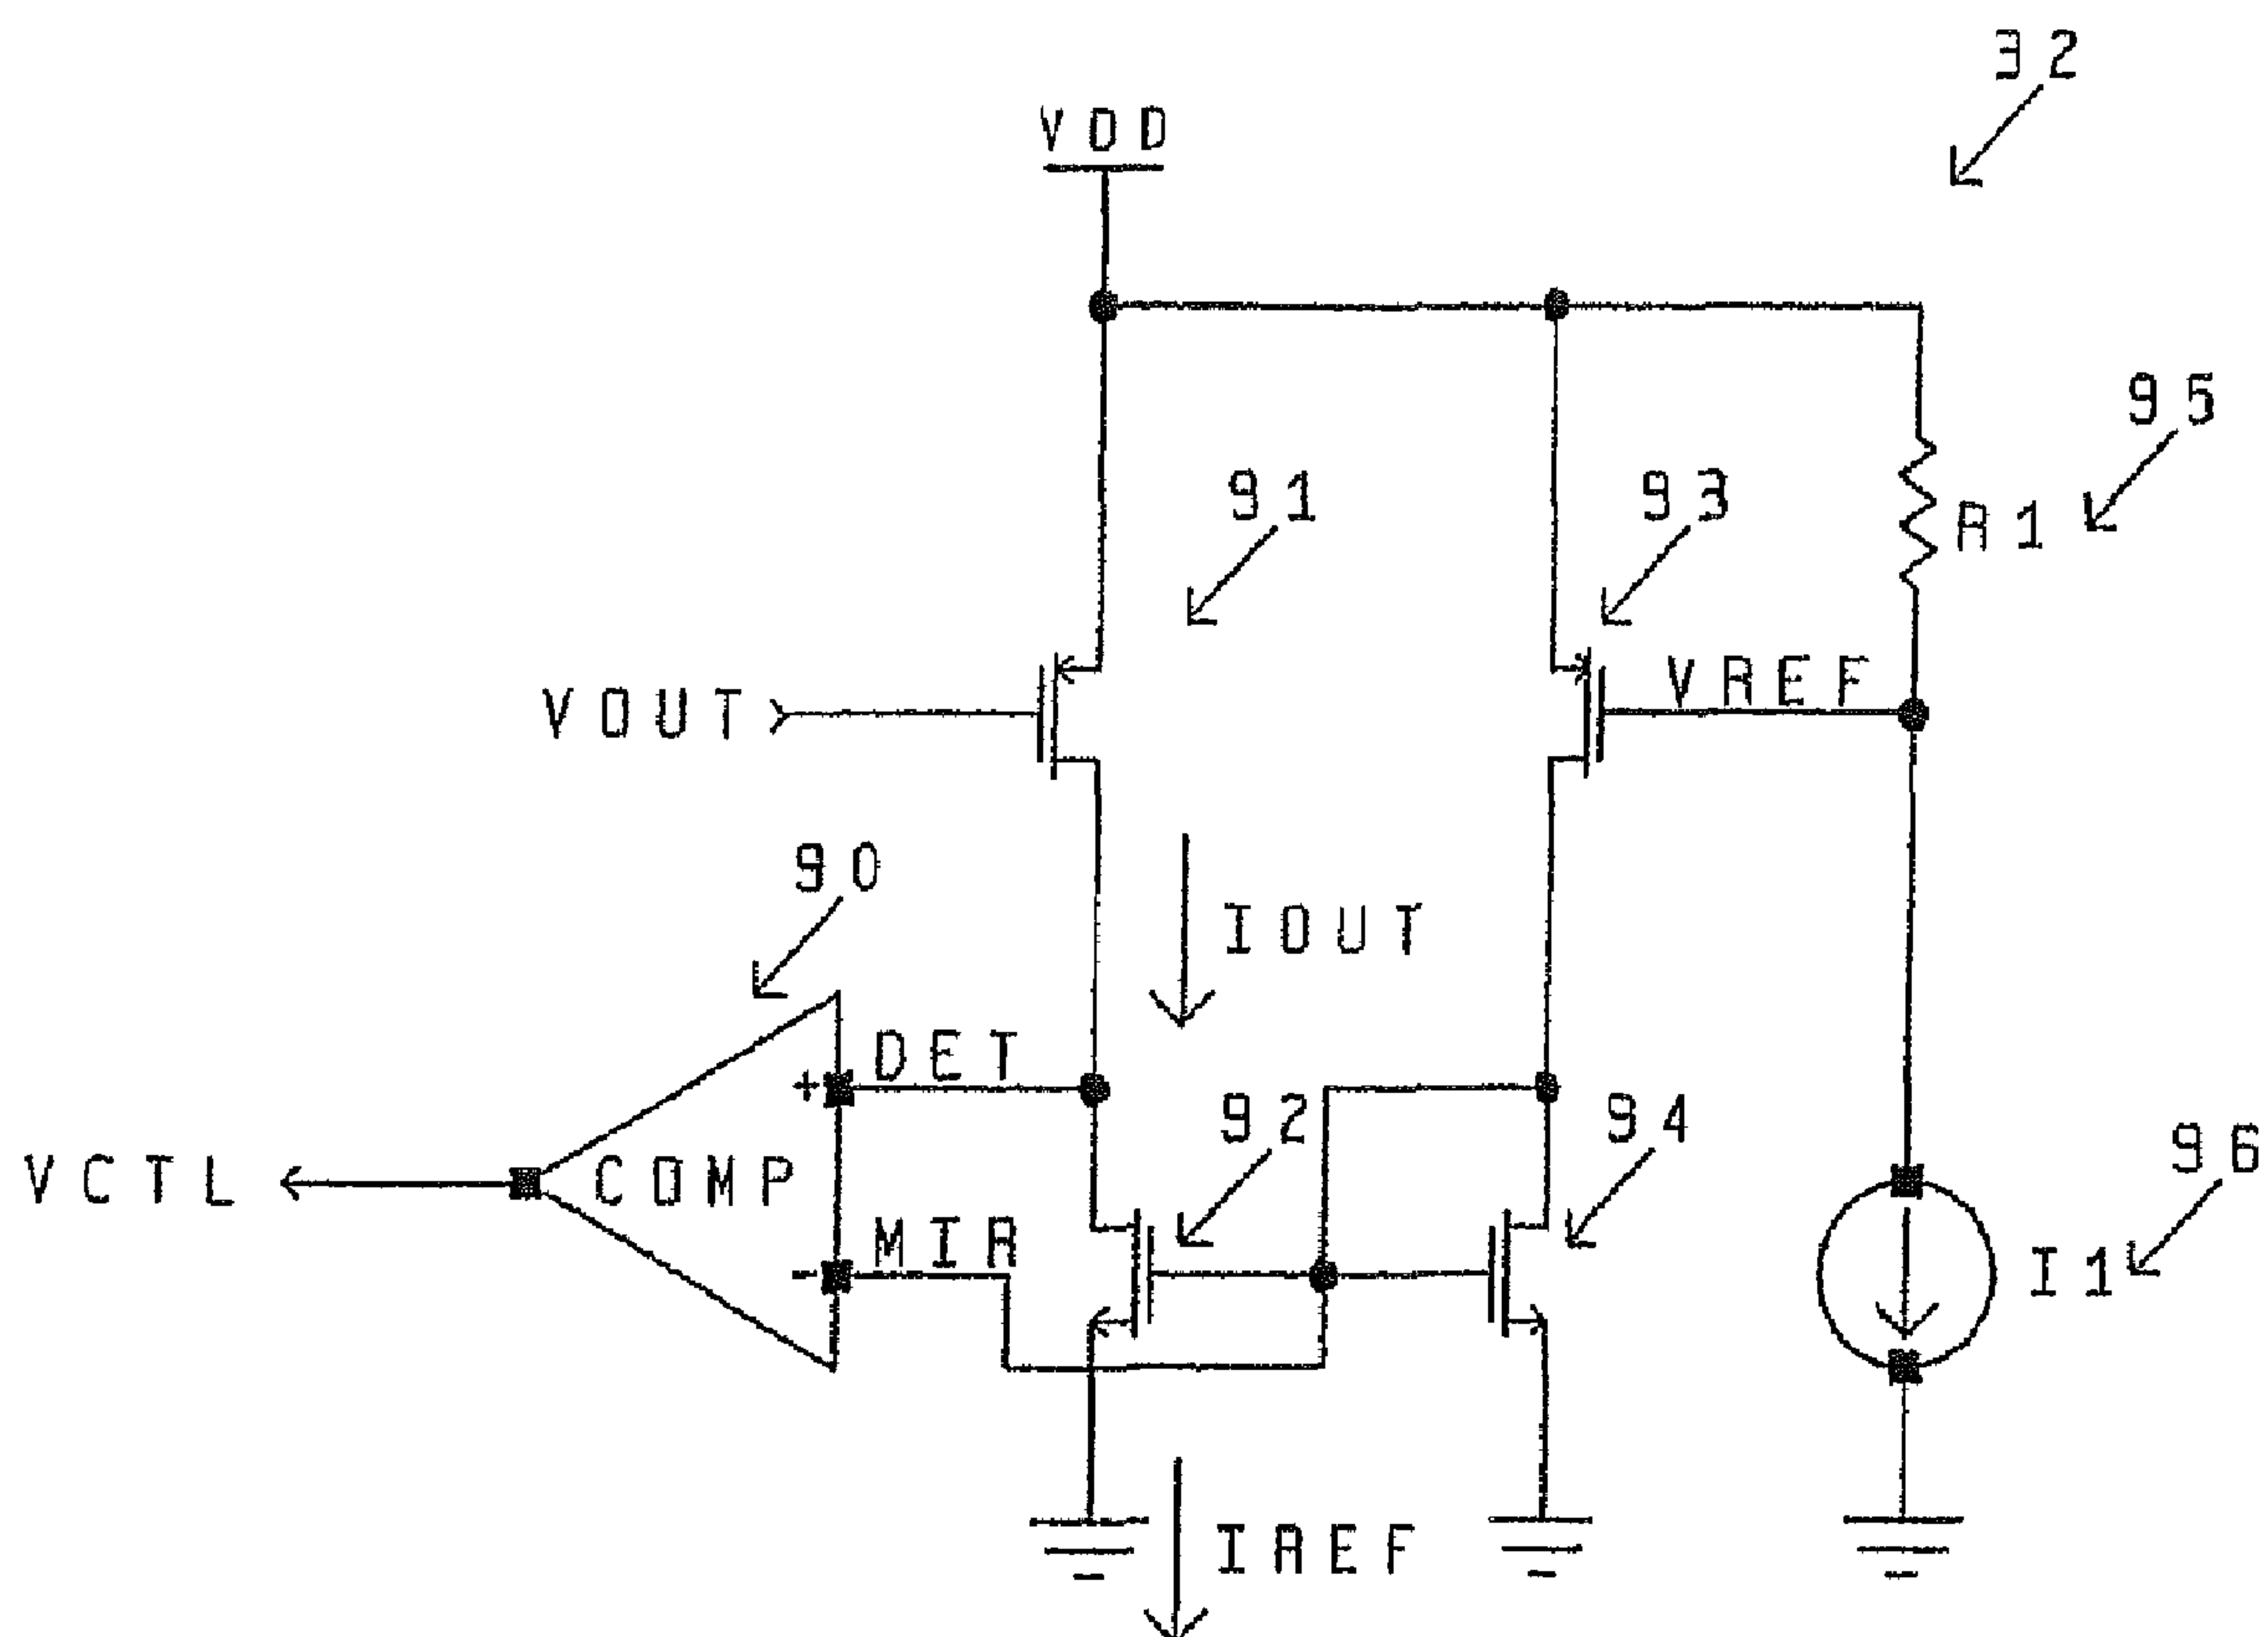 32
VDD
95
91
93
R1
VREF
VOUT
90
IOUT
DET
+
92
94
96
VCTL
COMP
MIR
-
I1
IREF